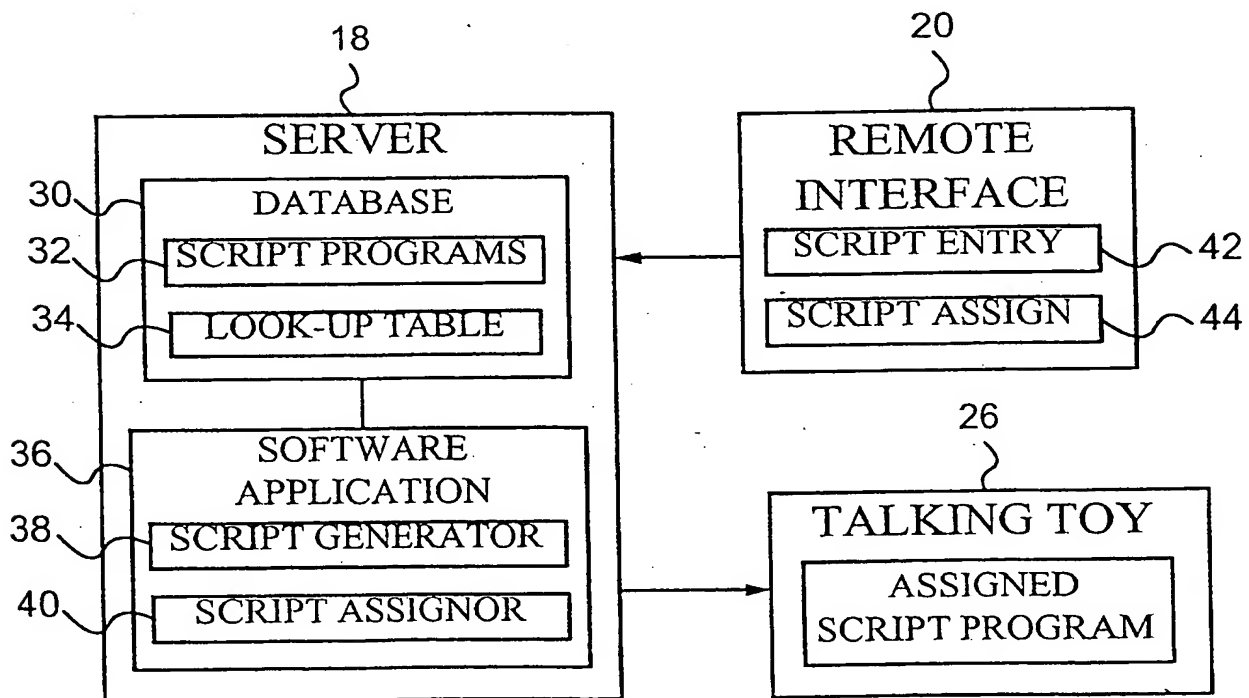 18
SERVER
30
DATABASE
32
SCRIPT PROGRAMS
34
LOOK-UP TABLE
36
SOFTWARE
APPLICATION
38
SCRIPT GENERATOR
40
SCRIPT ASSIGNOR
20
REMOTE
INTERFACE
SCRIPT ENTRY
42
SCRIPT ASSIGN
44
26
TALKING TOY
ASSIGNED
SCRIPT PROGRAM